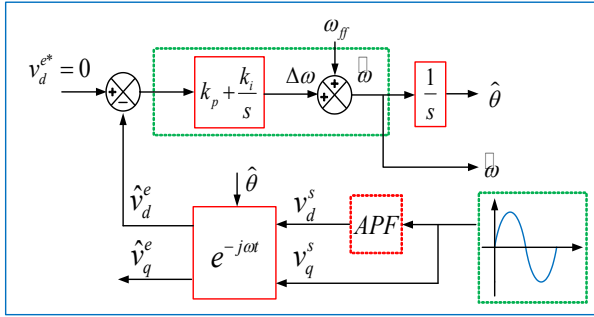 ω_ff
v_d^{e*} = 0
+
−
k_p + k_i/s
Δω
+
+
ω
1/s
θ̂
ω
θ̂
v̂_d^e
v_d^s
APF
e^{−jωt}
v̂_q^e
v_q^s